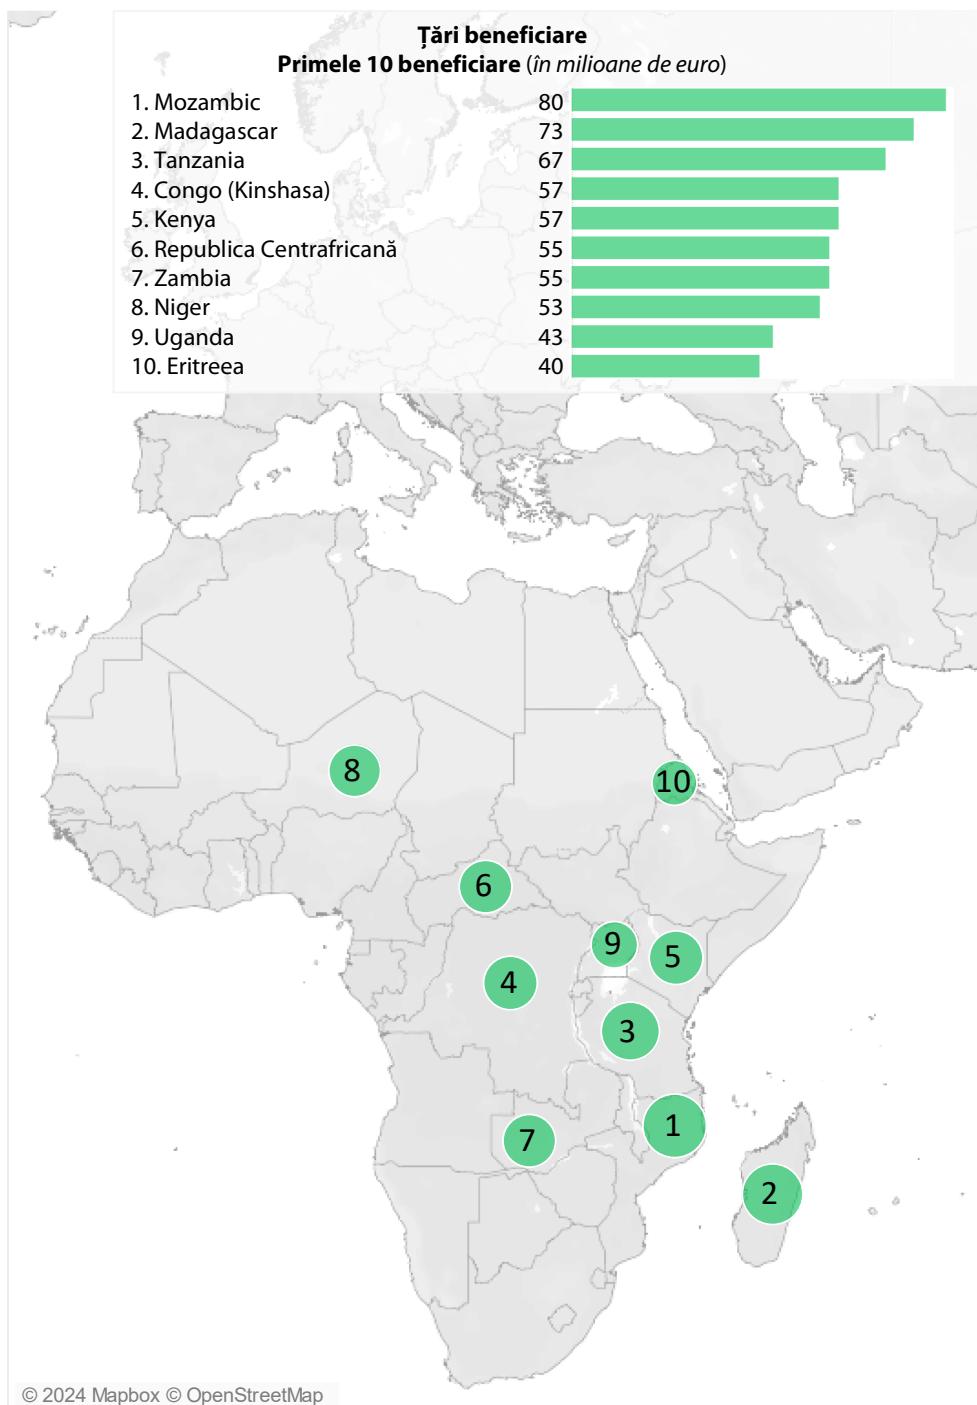 Țări beneficiare
Primele 10 beneficiare (în milioane de euro)
1. Mozambic 80
2. Madagascar 73
3. Tanzania 67
4. Congo (Kinshasa) 57
5. Kenya 57
6. Republica Centrafricană 55
7. Zambia 55
8. Niger 53
9. Uganda 43
10. Eritreea 40
8
10
6
9
5
4
3
1
7
2
© 2024 Mapbox © OpenStreetMap